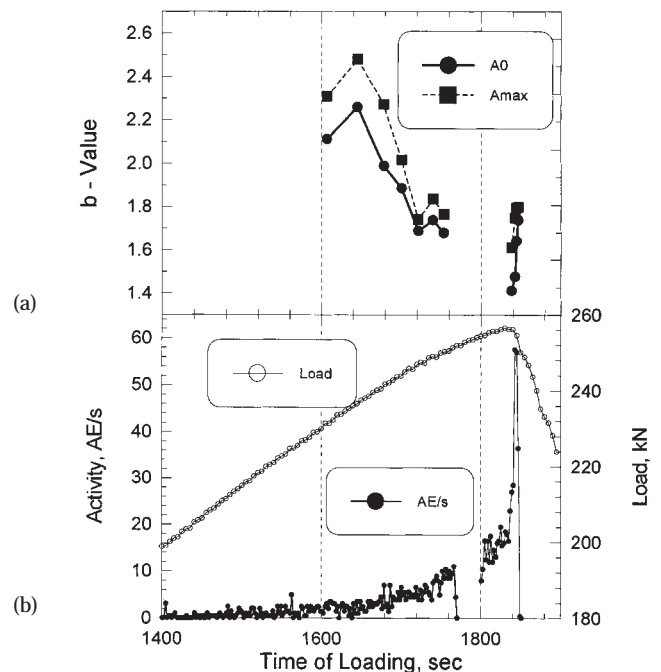 2.6
2.4
2.2
2.0
1.8
1.6
1.4
b - Value
A0
Amax
(a)
60
50
40
30
20
10
0
Activity, AE/s
Load
AE/s
260
240
220
200
180
Load, kN
(b)
1400
1600
1800
Time of Loading, sec